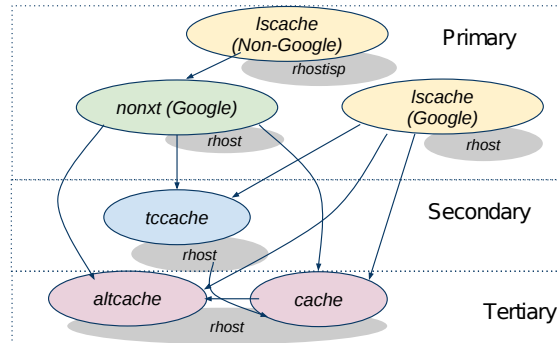 lscache
(Non-Google)
Primary
rhostisp
nonxt (Google)
lscache
(Google)
rhost
rhost
tccache
Secondary
rhost
altcache
cache
Tertiary
rhost